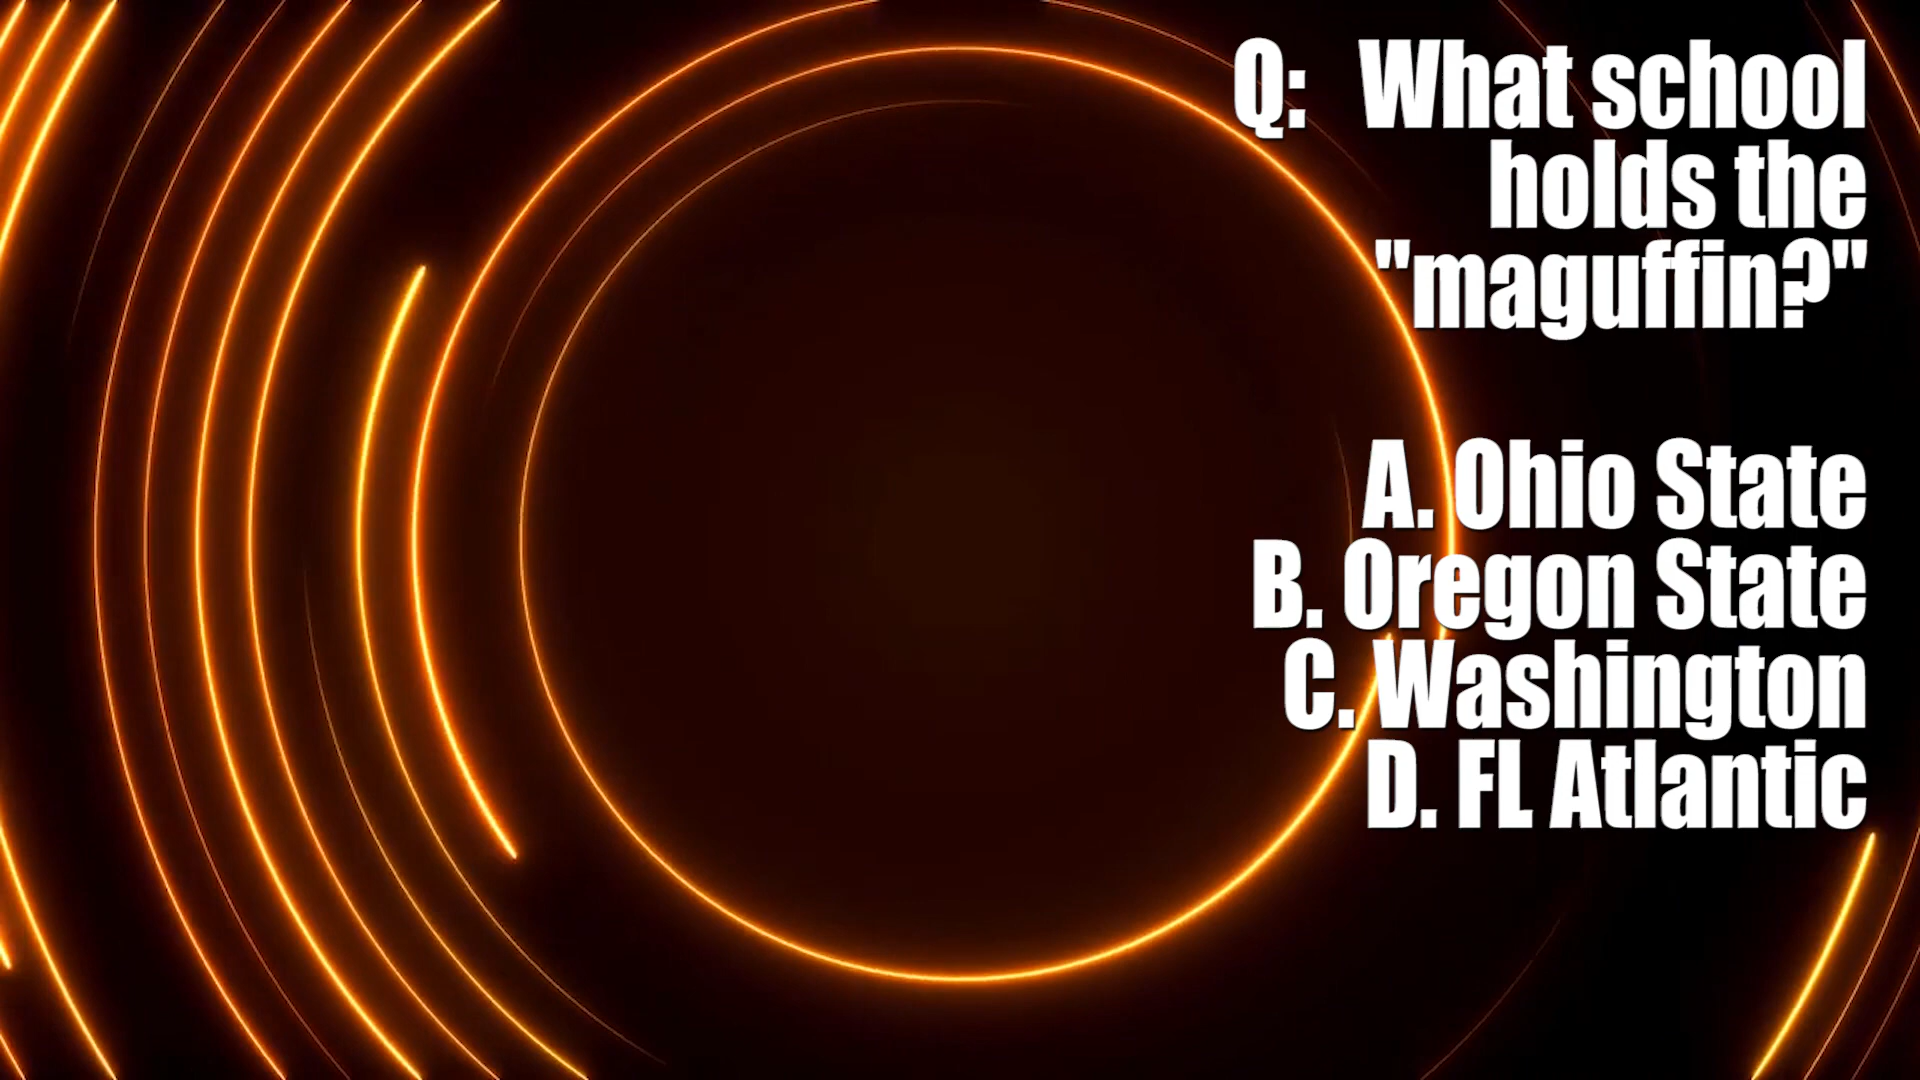 Q: What school
holds the
"maguffin?"
A. Ohio State
B. Oregon State
C. Washington
D. FL Atlantic